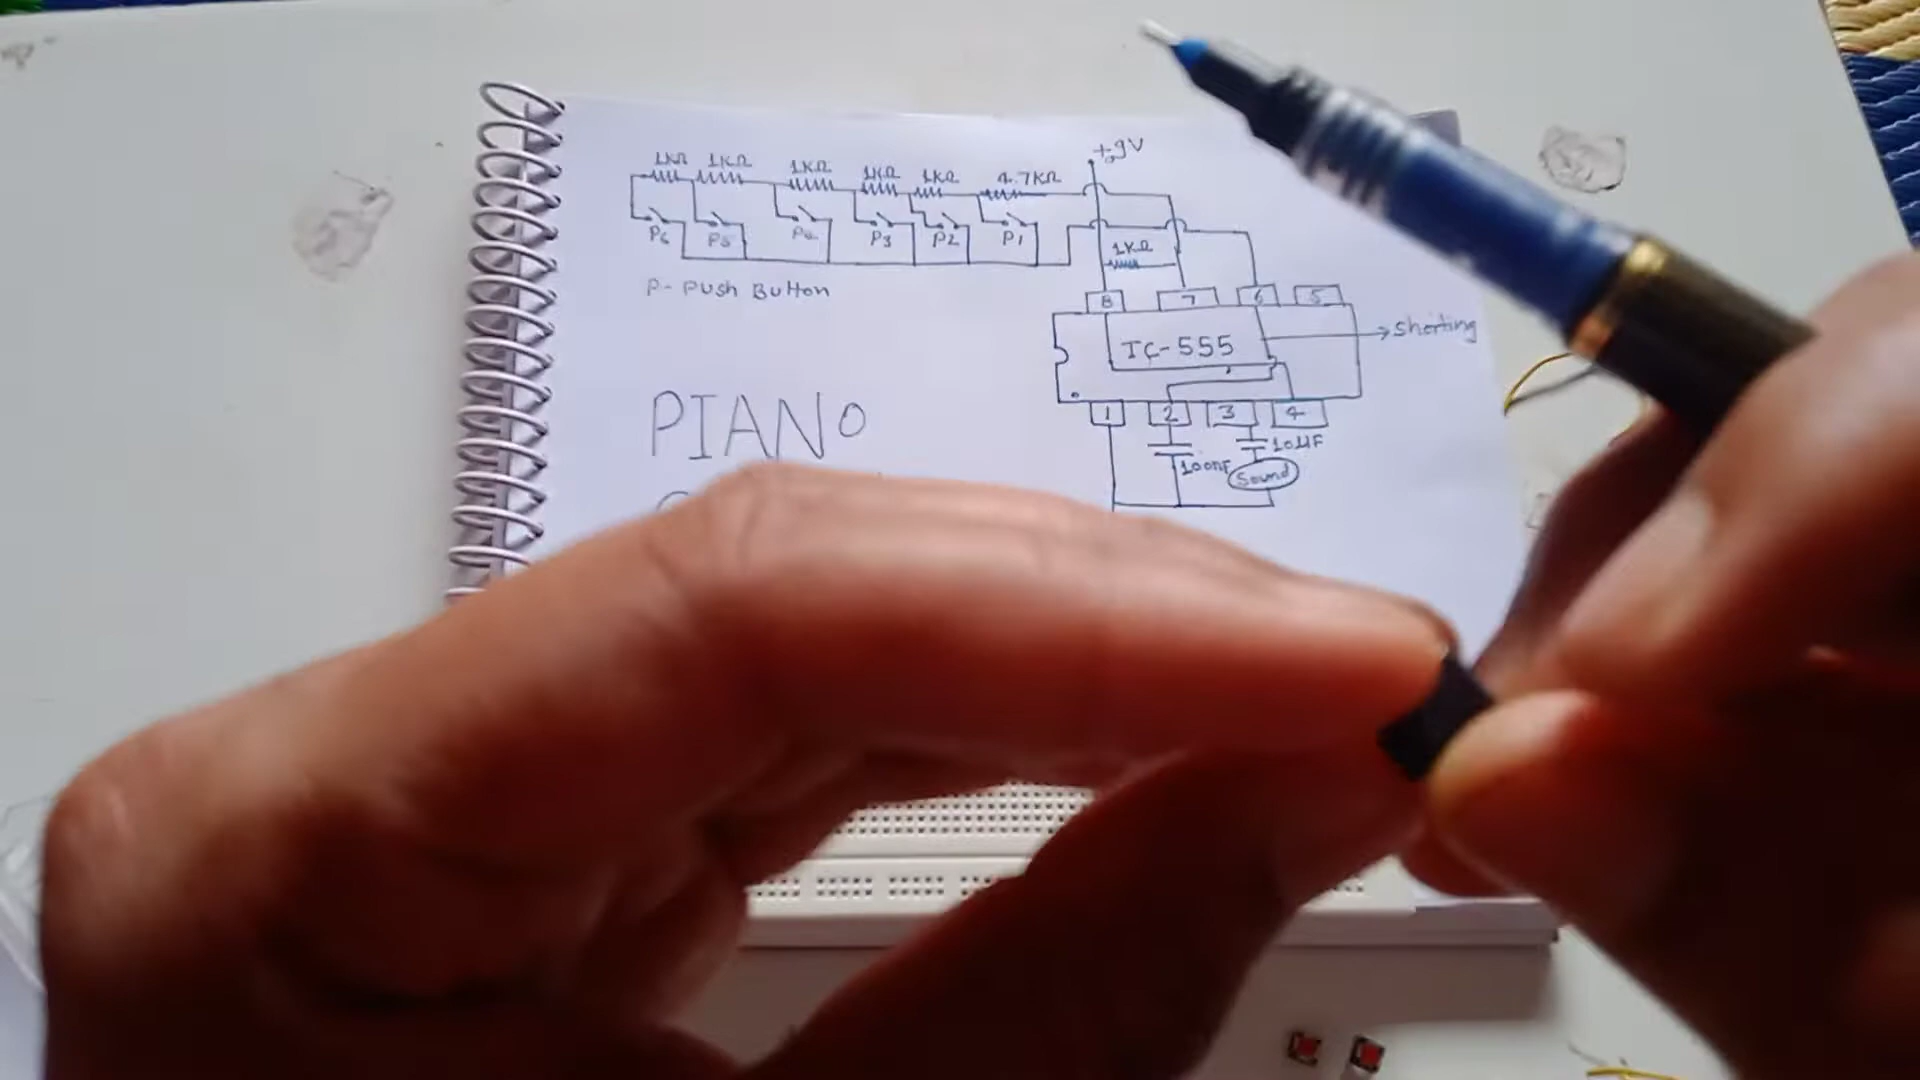 1KΩ 1KΩ 1KΩ 1KΩ 1KΩ 4.7KΩ +9V
P6 P5 P4 P3 P2 P1
1KΩ
P- Push Button
8 7 6 5
IC-555
Shorting
1 2 3 4
PIANO
100nF 10µF
Sound